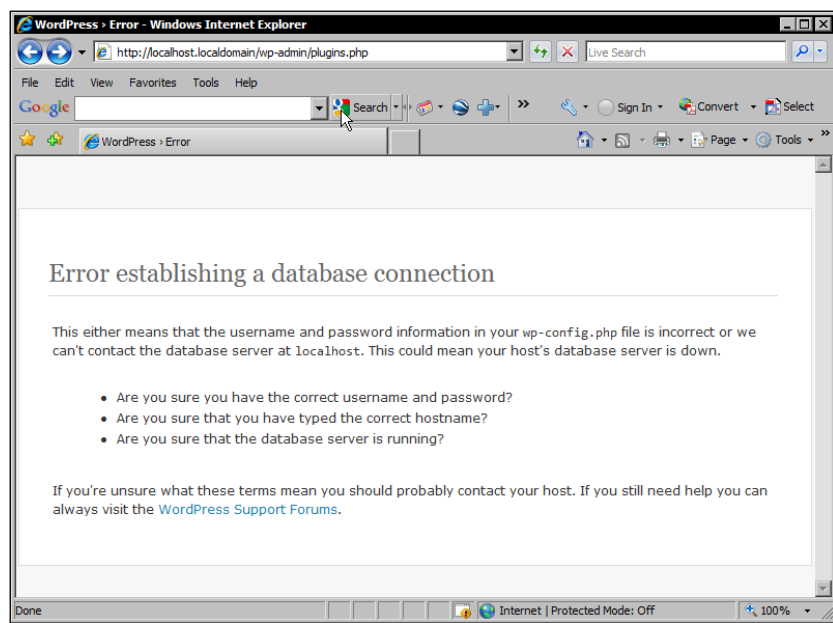 WordPress › Error - Windows Internet Explorer
http://localhost.localdomain/wp-admin/plugins.php
Live Search
File Edit View Favorites Tools Help
Google Search » Sign In Convert Select
WordPress › Error Page Tools »
Error establishing a database connection
This either means that the username and password information in your wp-config.php file is incorrect or we
can't contact the database server at localhost. This could mean your host's database server is down.
• Are you sure you have the correct username and password?
• Are you sure that you have typed the correct hostname?
• Are you sure that the database server is running?
If you're unsure what these terms mean you should probably contact your host. If you still need help you can
always visit the WordPress Support Forums.
Done Internet | Protected Mode: Off 100%